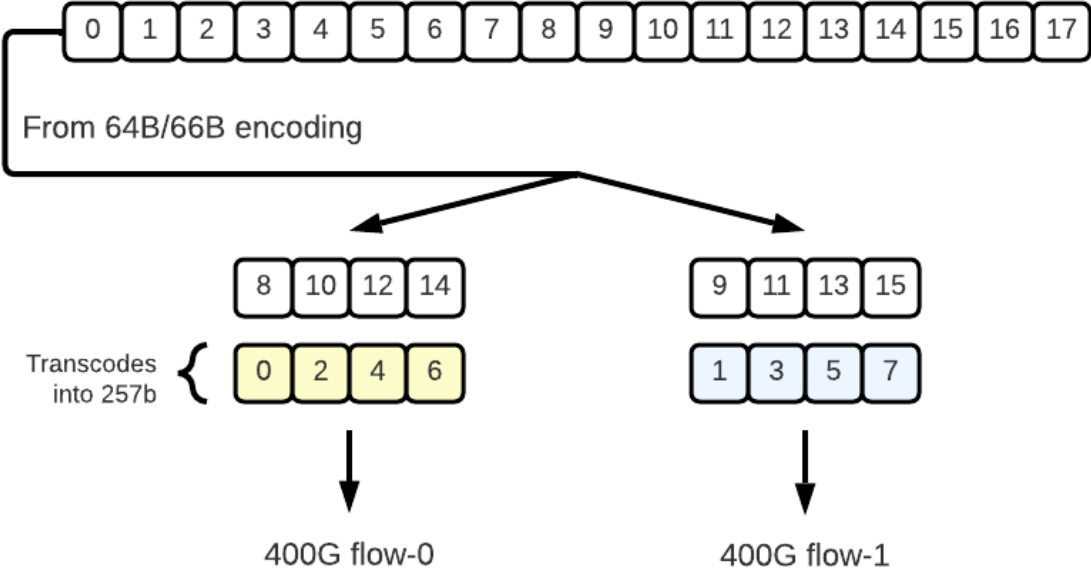 0 1 2 3 4 5 6 7 8 9 10 11 12 13 14 15 16 17
From 64B/66B encoding
8 10 12 14
9 11 13 15
Transcodes
into 257b
0 2 4 6
1 3 5 7
400G flow-0
400G flow-1